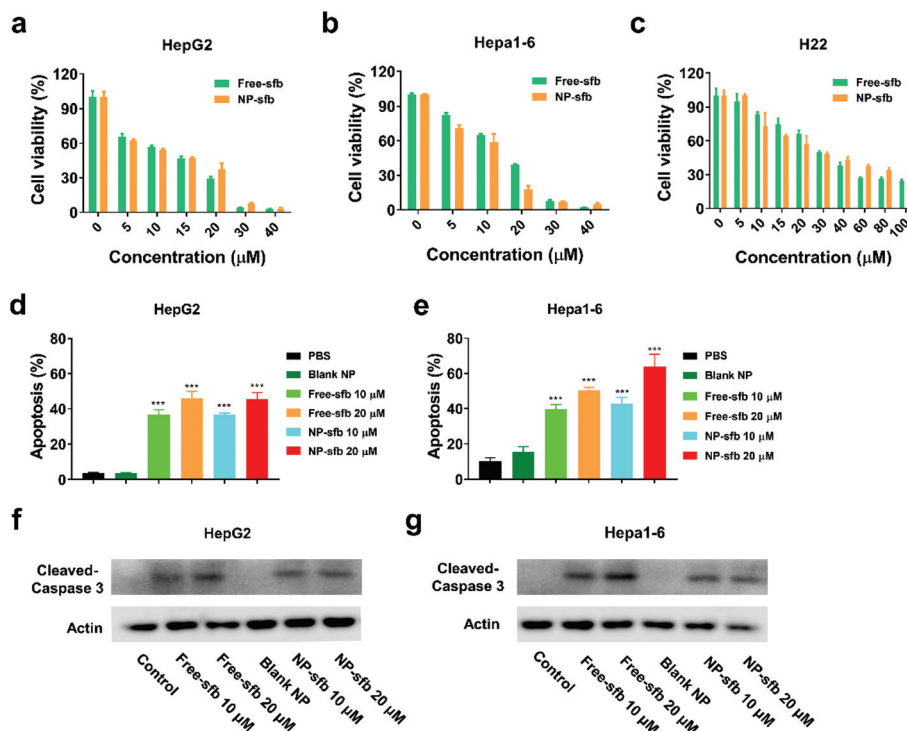 a
HepG2
Cell viability (%)
120
90
60
30
0
Free-sfb
NP-sfb
0 5 10 15 20 30 40
Concentration (µM)
b
Hepa1-6
Cell viability (%)
120
90
60
30
0
Free-sfb
NP-sfb
0 5 10 20 30 40
Concentration (µM)
c
H22
Cell viability (%)
120
90
60
30
0
Free-sfb
NP-sfb
0 5 10 15 20 30 40 60 80 100
Concentration (µM)
d
HepG2
Apoptosis (%)
80
60
40
20
0
*** *** *** ***
PBS
Blank NP
Free-sfb 10 µM
Free-sfb 20 µM
NP-sfb 10 µM
NP-sfb 20 µM
e
Hepa1-6
Apoptosis (%)
80
60
40
20
0
*** *** *** ***
PBS
Blank NP
Free-sfb 10 µM
Free-sfb 20 µM
NP-sfb 10 µM
NP-sfb 20 µM
f
HepG2
Cleaved-
Caspase 3
Actin
Control
Free-sfb 10 µM
Free-sfb 20 µM
Blank NP
NP-sfb 10 µM
NP-sfb 20 µM
g
Hepa1-6
Cleaved-
Caspase 3
Actin
Control
Free-sfb 10 µM
Free-sfb 20 µM
Blank NP
NP-sfb 10 µM
NP-sfb 20 µM